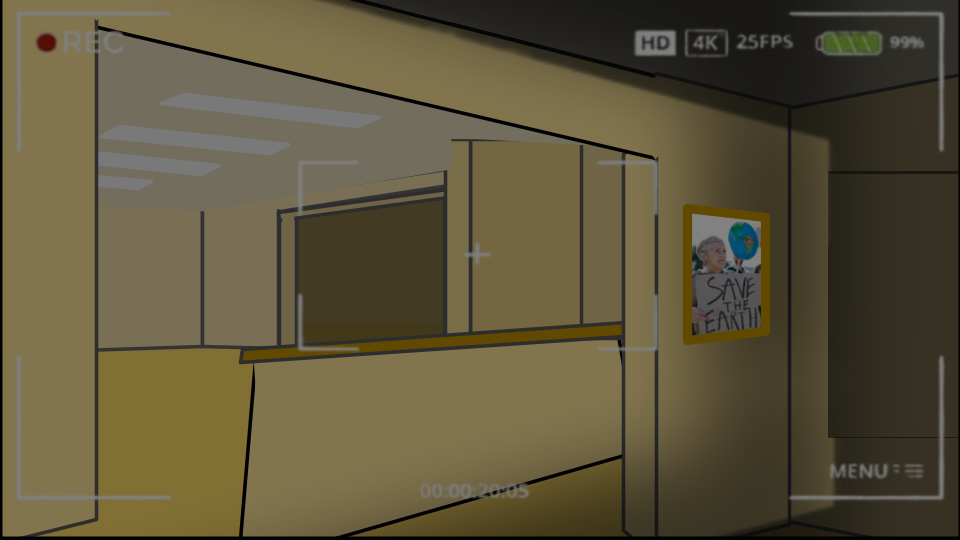 REC
HD 4K 25FPS 99%
SAVE
THE
EARTH
MENU
00:00:20:05